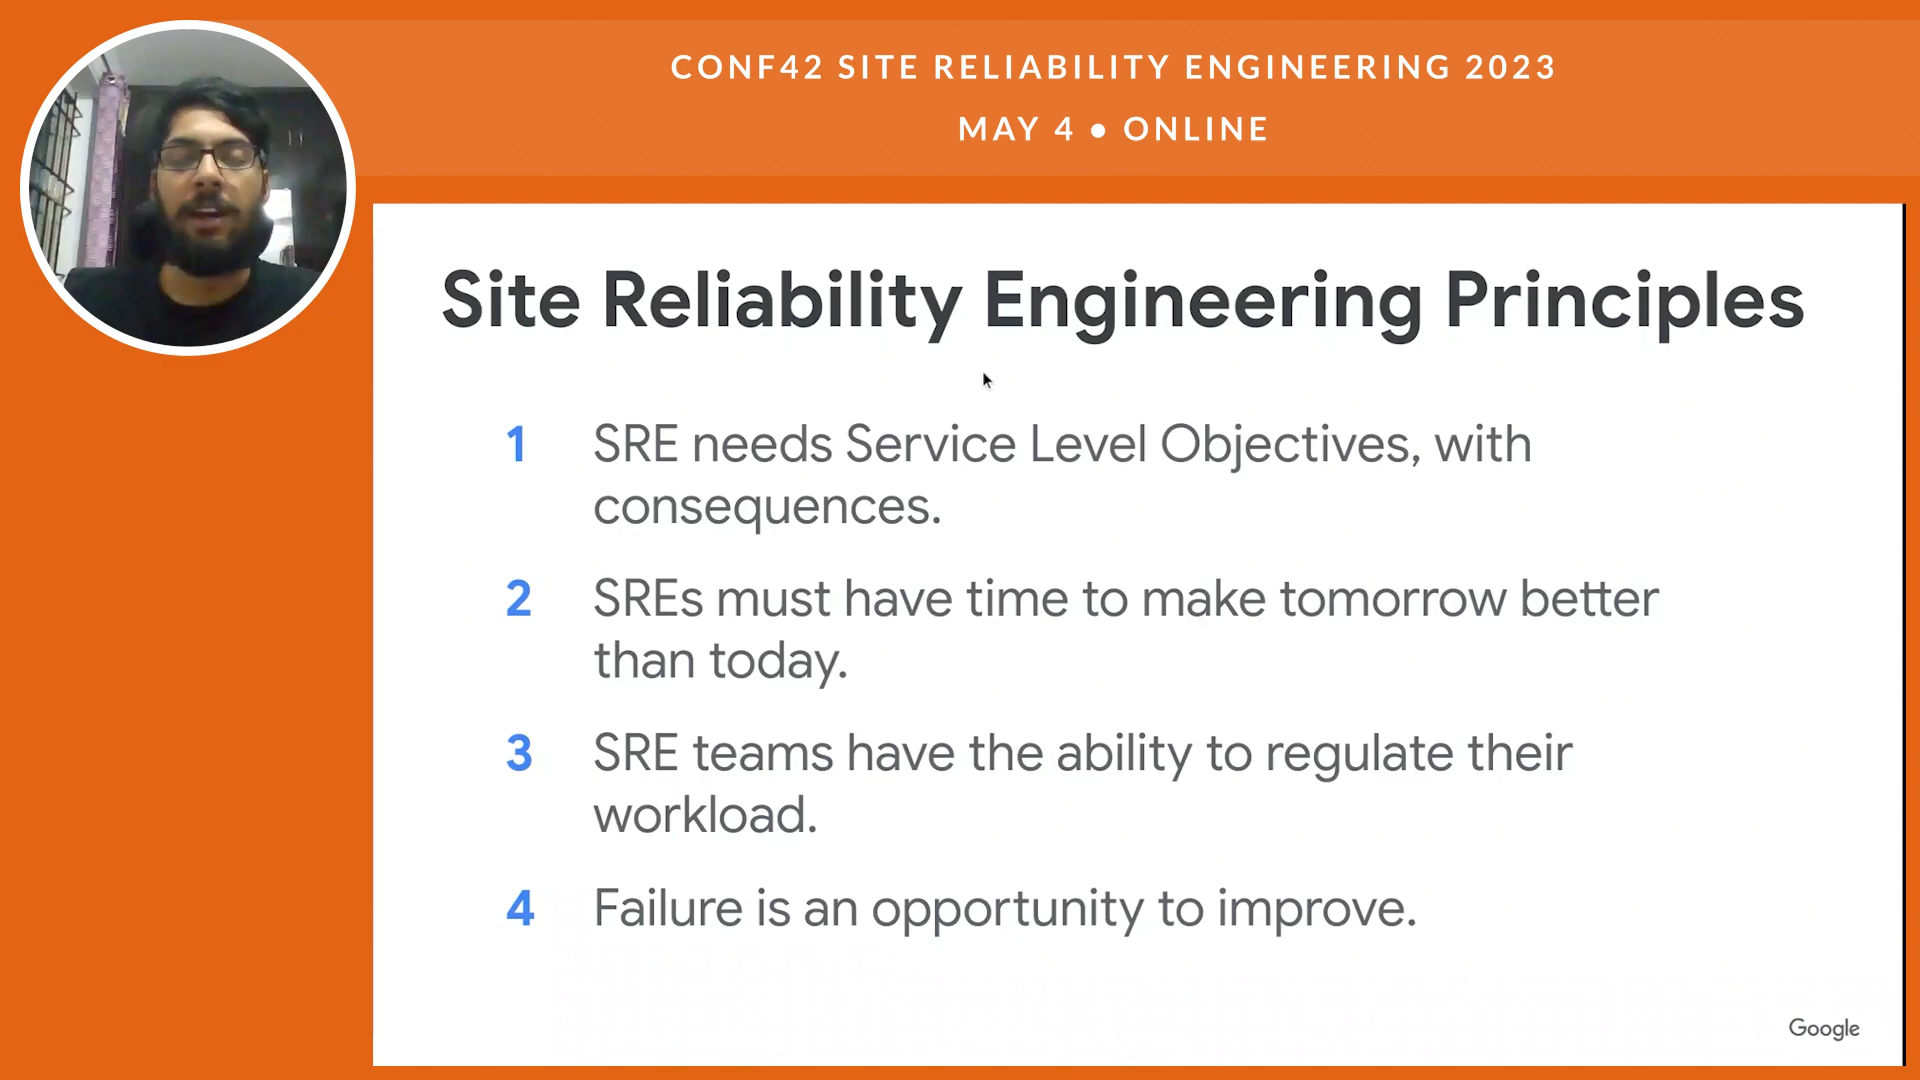 CONF42 SITE RELIABILITY ENGINEERING 2023
MAY 4 ● ONLINE
Site Reliability Engineering Principles
1 SRE needs Service Level Objectives, with
consequences.
2 SREs must have time to make tomorrow better
than today.
3 SRE teams have the ability to regulate their
workload.
4 Failure is an opportunity to improve.
Google